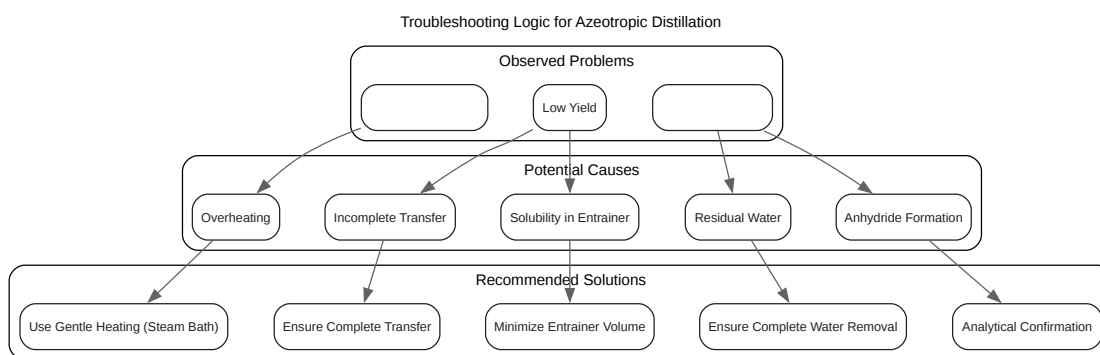 Troubleshooting Logic for Azeotropic Distillation
Observed Problems
Low Yield
Potential Causes
Overheating
Incomplete Transfer
Solubility in Entrainer
Residual Water
Anhydride Formation
Recommended Solutions
Use Gentle Heating (Steam Bath)
Ensure Complete Transfer
Minimize Entrainer Volume
Ensure Complete Water Removal
Analytical Confirmation